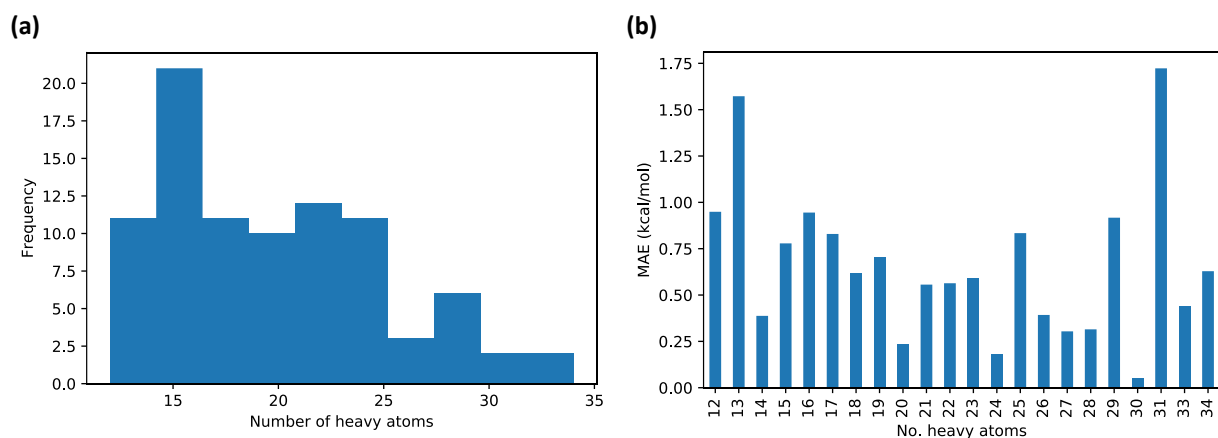 (a)
(b)
Frequency
20.0
17.5
15.0
12.5
10.0
7.5
5.0
2.5
0.0
15 20 25 30 35
Number of heavy atoms
MAE (kcal/mol)
1.75
1.50
1.25
1.00
0.75
0.50
0.25
0.00
12 13 14 15 16 17 18 19 20 21 22 23 24 25 26 27 28 29 30 31 33 34
No. heavy atoms